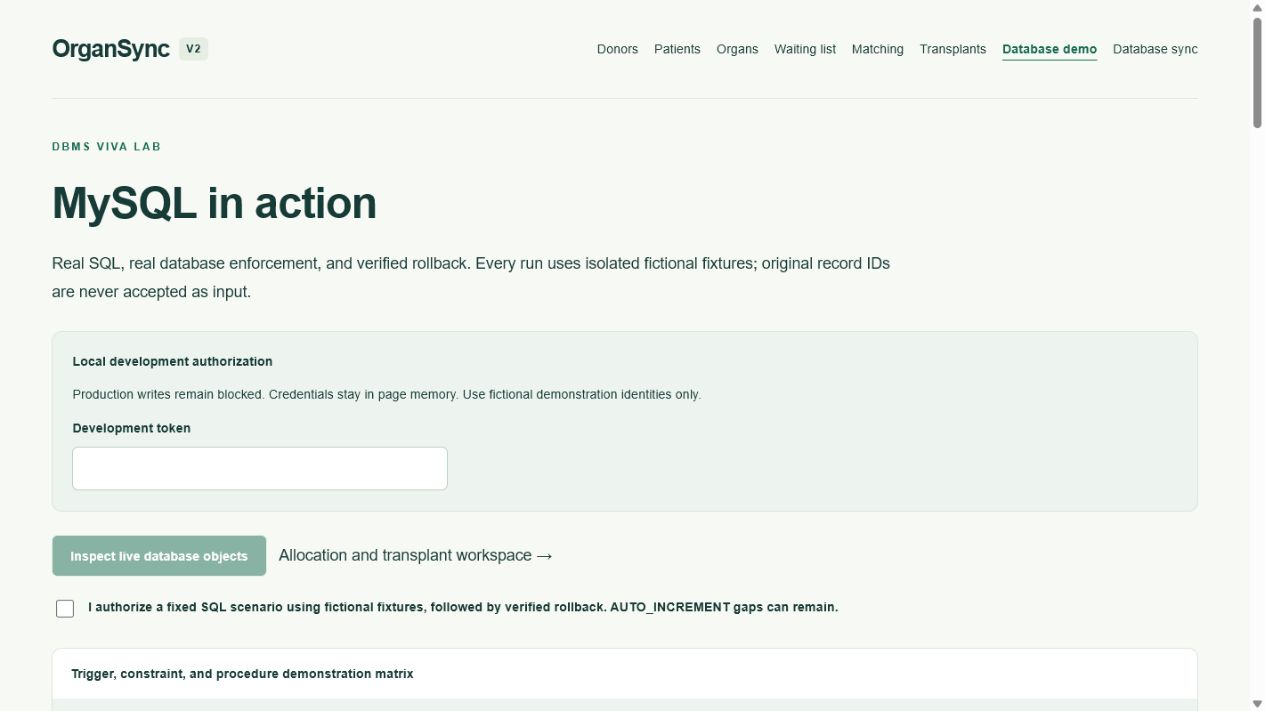 OrganSync V2
Donors Patients Organs Waiting list Matching Transplants Database demo Database sync
DBMS VIVA LAB
MySQL in action
Real SQL, real database enforcement, and verified rollback. Every run uses isolated fictional fixtures; original record IDs
are never accepted as input.
Local development authorization
Production writes remain blocked. Credentials stay in page memory. Use fictional demonstration identities only.
Development token
Inspect live database objects Allocation and transplant workspace →
I authorize a fixed SQL scenario using fictional fixtures, followed by verified rollback. AUTO_INCREMENT gaps can remain.
Trigger, constraint, and procedure demonstration matrix